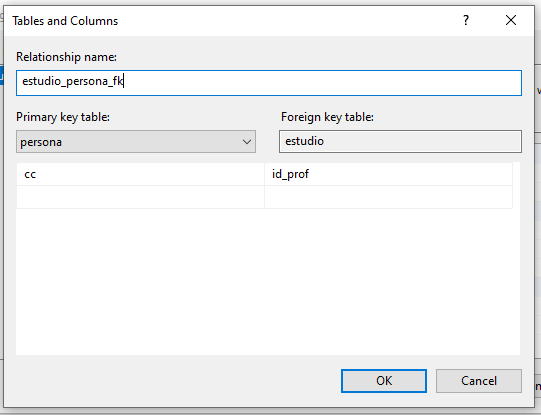 Tables and Columns
Relationship name:
estudio_persona_fk
Primary key table:
Foreign key table:
persona
estudio
cc
id_prof
OK
Cancel